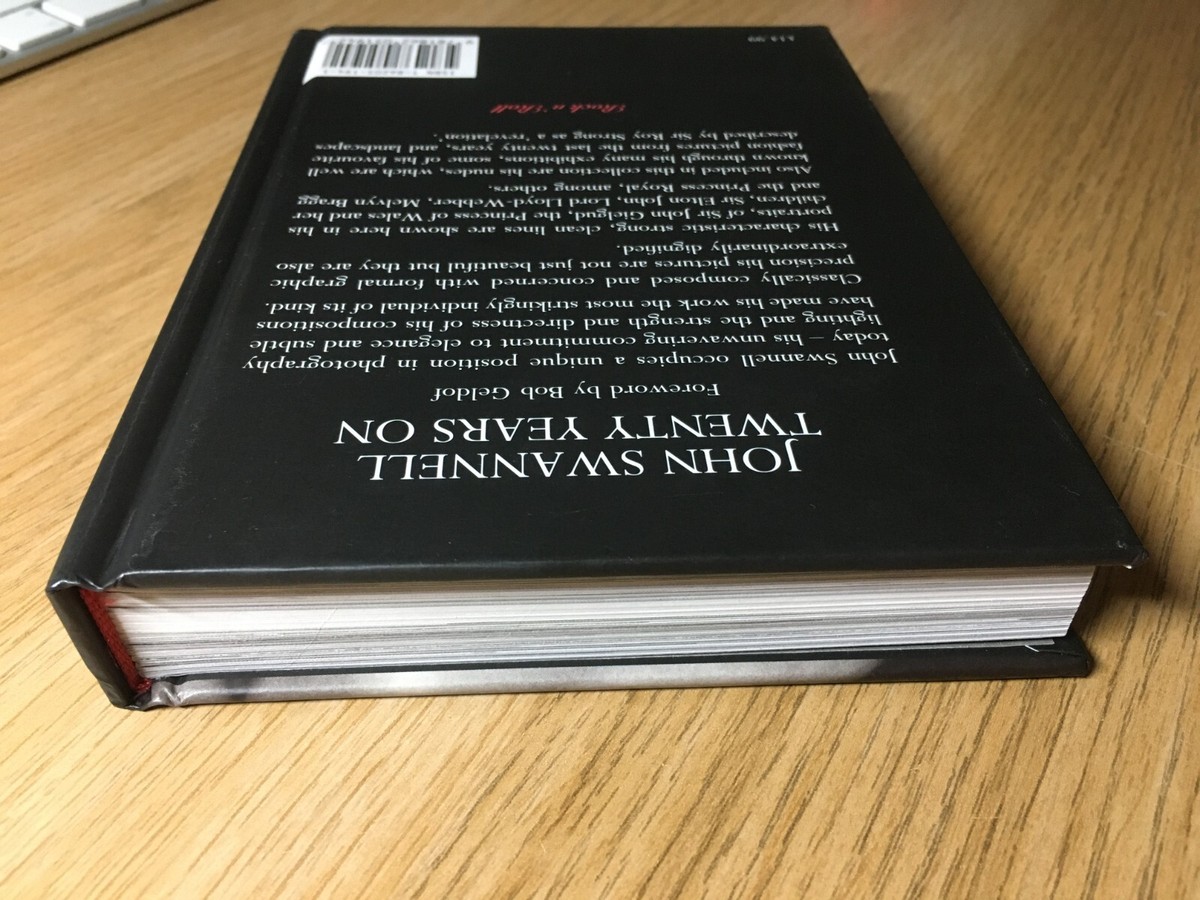 JOHN SWANNELL
TWENTY YEARS ON
Foreword by Bob Geldof
John Swannell occupies a unique position in photography
today – his unwavering commitment to elegance and subtle
lighting and the strength and directness of his compositions
have made his work the most strikingly individual of its kind.
Classically composed and concerned with formal graphic
precision his pictures are not just beautiful but they are also
extraordinarily dignified.
His characteristic strong, clean lines are shown here in his
portraits, of Sir John Gielgud, the Princess of Wales and her
children, Sir Elton John, Lord Lloyd-Webber, Melvyn Bragg
and the Princess Royal, among others.
Also included in this collection are his nudes, which are well
known through his many exhibitions, some of his favourite
fashion pictures from the last twenty years, and landscapes
described by Sir Roy Strong as a 'revelation'.
Rock n' Roll
ISBN